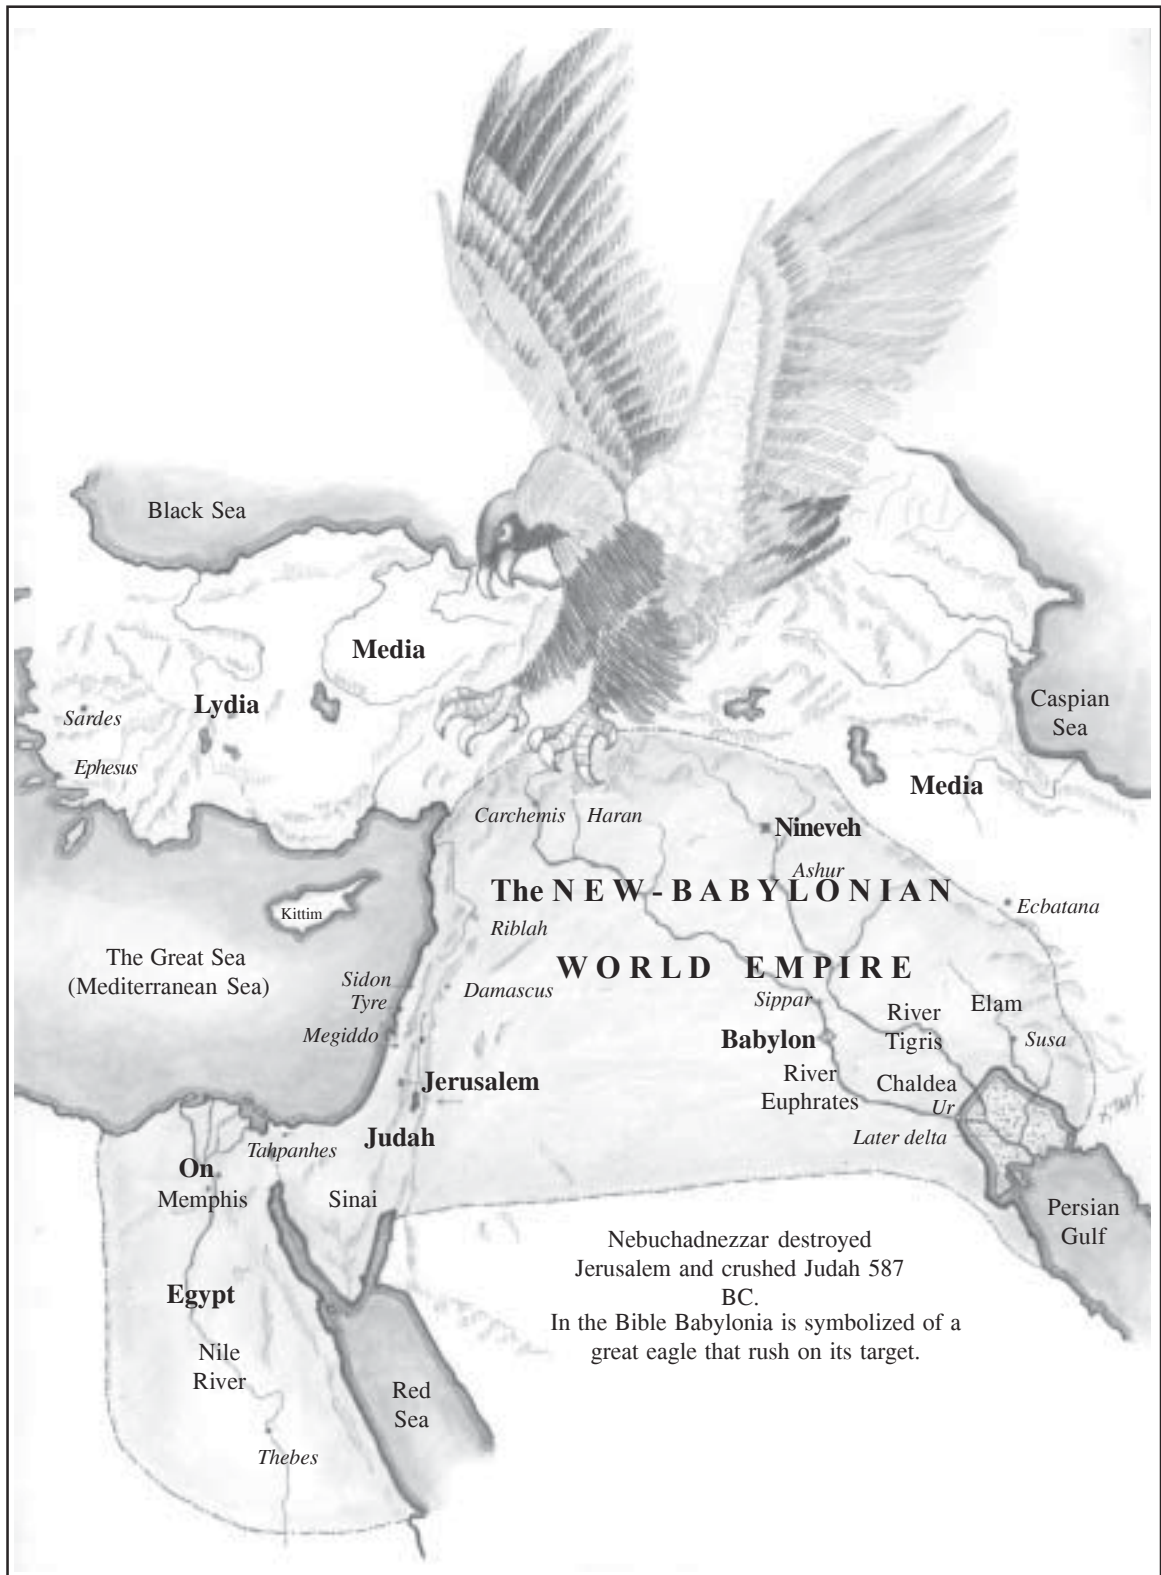 Black Sea
Media
Lydia
Sardes
Ephesus
Caspian
Sea
Media
Carchemis
Haran
Nineveh
Ashur
The NEW-BABYLONIAN
WORLD EMPIRE
Ecbatana
Kittim
Riblah
The Great Sea
(Mediterranean Sea)
Sidon
Tyre
Damascus
Megiddo
Sippar
Babylon
River
Tigris
Elam
Susa
River
Euphrates
Chaldea
Ur
Later delta
Jerusalem
Judah
Tahpanhes
On
Memphis
Sinai
Persian
Gulf
Egypt
Nile
River
Red
Sea
Thebes
Nebuchadnezzar destroyed
Jerusalem and crushed Judah 587
BC.
In the Bible Babylonia is symbolized of a
great eagle that rush on its target.